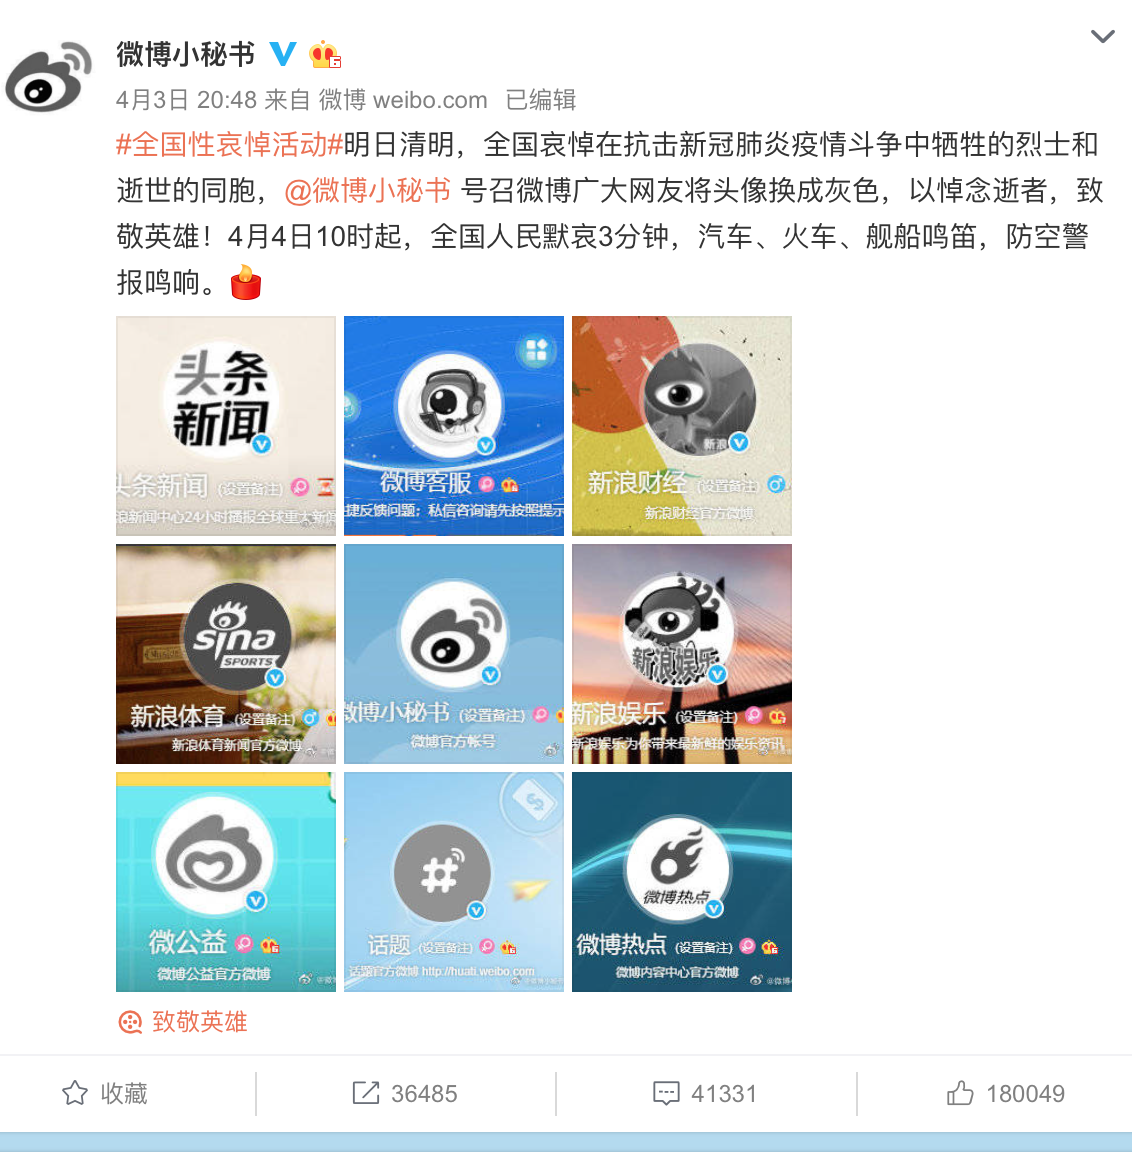 微博小秘书
4月3日 20:48 来自 微博 weibo.com 已编辑
#全国性哀悼活动#明日清明，全国哀悼在抗击新冠肺炎疫情斗争中牺牲的烈士和
逝世的同胞，@微博小秘书 号召微博广大网友将头像换成灰色，以悼念逝者，致
敬英雄！4月4日10时起，全国人民默哀3分钟，汽车、火车、舰船鸣笛，防空警
报鸣响。
头条
新闻
头条新闻 (设置备注)
浪新闻中心24小时播报全球重大新闻
微博客服
捷反馈问题：私信咨询请先按照提示
新浪
新浪财经 (设置备注)
新浪财经官方微博
sina
SPORTS
新浪体育 (设置备注)
新浪体育新闻官方微博
微博小秘书 (设置备注)
微博官方帐号
新浪娱乐
新浪娱乐 (设置备注)
新浪娱乐为你带来最新鲜的娱乐资讯
微公益
微博公益官方微博
#
话题 (设置备注)
话题官方微博 http://huati.weibo.com
微博热点
微博热点 (设置备注)
微博内容中心官方微博
致敬英雄
收藏 36485 41331 180049